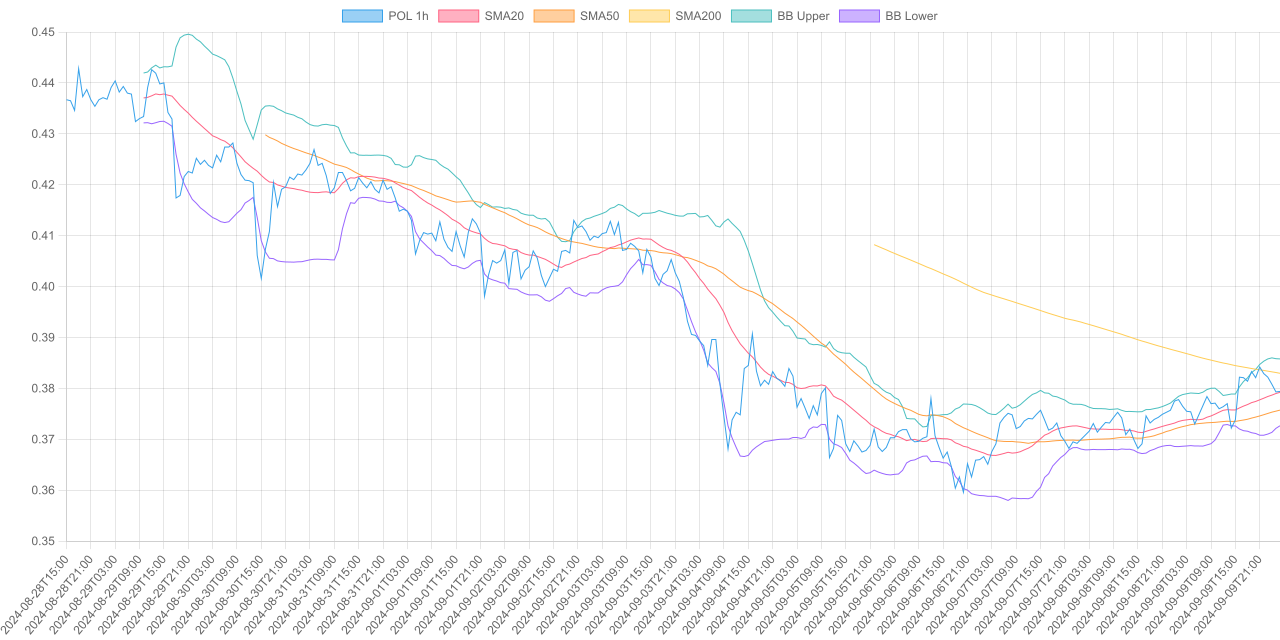 POL 1h SMA20 SMA50 SMA200 BB Upper BB Lower
0.45
0.44
0.43
0.42
0.41
0.40
0.39
0.38
0.37
0.36
0.35
2024-08-28T15:00
2024-08-28T21:00
2024-08-29T03:00
2024-08-29T09:00
2024-08-29T15:00
2024-08-29T21:00
2024-08-30T03:00
2024-08-30T09:00
2024-08-30T15:00
2024-08-30T21:00
2024-08-31T03:00
2024-08-31T09:00
2024-08-31T15:00
2024-08-31T21:00
2024-09-01T03:00
2024-09-01T09:00
2024-09-01T15:00
2024-09-01T21:00
2024-09-02T03:00
2024-09-02T09:00
2024-09-02T15:00
2024-09-02T21:00
2024-09-03T03:00
2024-09-03T09:00
2024-09-03T15:00
2024-09-03T21:00
2024-09-04T03:00
2024-09-04T09:00
2024-09-04T15:00
2024-09-04T21:00
2024-09-05T03:00
2024-09-05T09:00
2024-09-05T15:00
2024-09-05T21:00
2024-09-06T03:00
2024-09-06T09:00
2024-09-06T15:00
2024-09-06T21:00
2024-09-07T03:00
2024-09-07T09:00
2024-09-07T15:00
2024-09-07T21:00
2024-09-08T03:00
2024-09-08T09:00
2024-09-08T15:00
2024-09-08T21:00
2024-09-09T03:00
2024-09-09T09:00
2024-09-09T15:00
2024-09-09T21:00